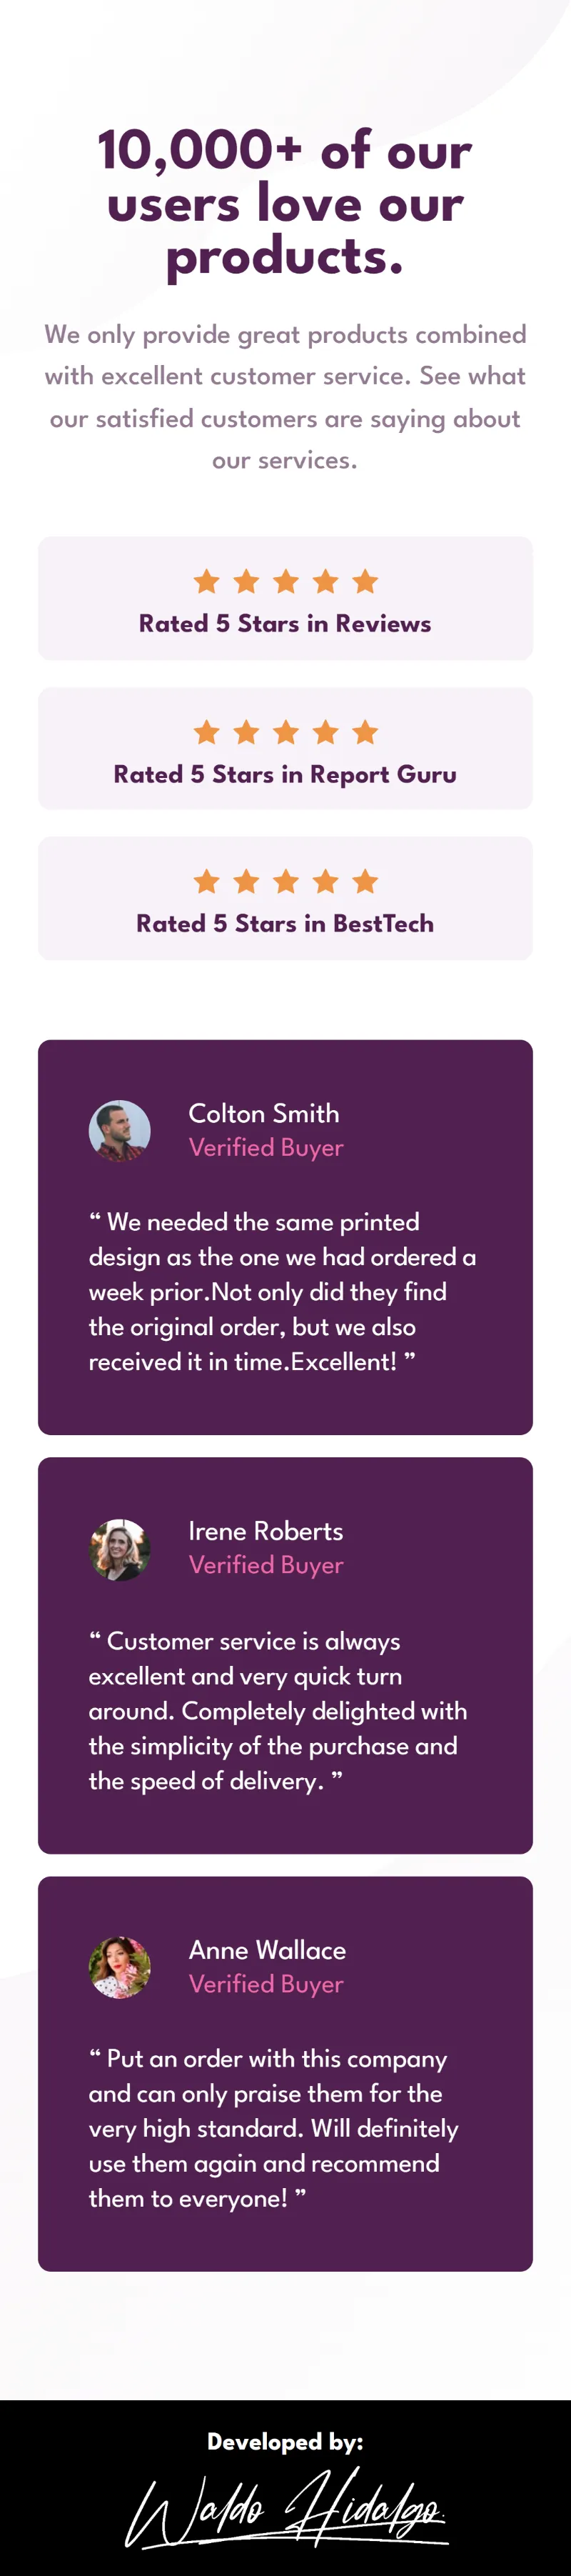 10,000+ of our
users love our
products.
We only provide great products combined
with excellent customer service. See what
our satisfied customers are saying about
our services.
Rated 5 Stars in Reviews
Rated 5 Stars in Report Guru
Rated 5 Stars in BestTech
Colton Smith
Verified Buyer
“ We needed the same printed
design as the one we had ordered a
week prior.Not only did they find
the original order, but we also
received it in time.Excellent! ”
Irene Roberts
Verified Buyer
“ Customer service is always
excellent and very quick turn
around. Completely delighted with
the simplicity of the purchase and
the speed of delivery. ”
Anne Wallace
Verified Buyer
“ Put an order with this company
and can only praise them for the
very high standard. Will definitely
use them again and recommend
them to everyone! ”
Developed by:
Waldo Hidalgo.